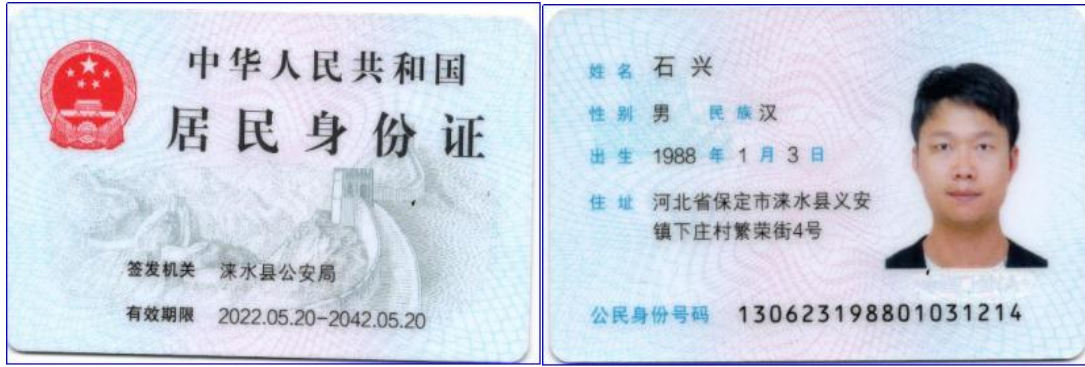 中华人民共和国
居民身份证
签发机关 涞水县公安局
有效期限 2022.05.20-2042.05.20
姓名 石兴
性别 男 民族 汉
出生 1988 年 1 月 3 日
住址 河北省保定市涞水县义安
镇下庄村繁荣街4号
公民身份号码 130623198801031214